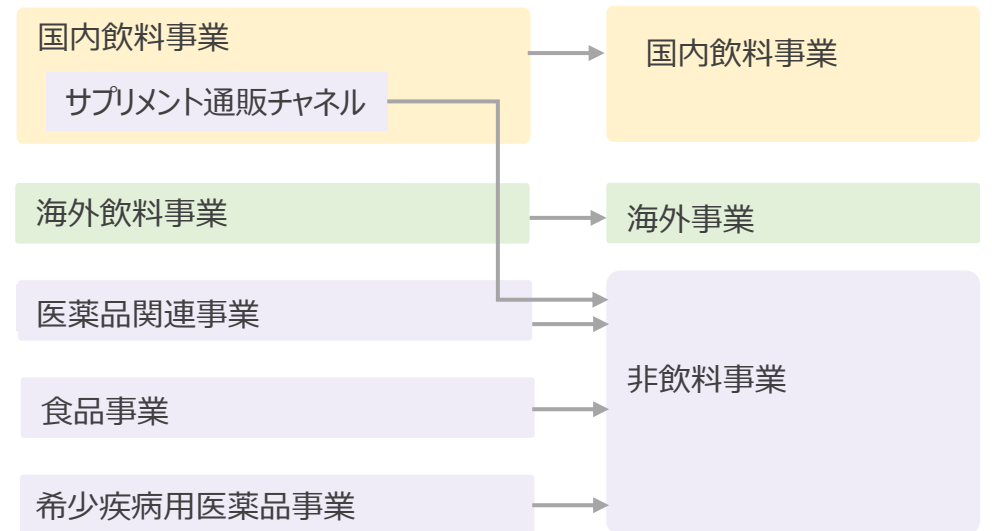 国内飲料事業
サプリメント通販チャネル
海外飲料事業
医薬品関連事業
食品事業
希少疾病用医薬品事業
国内飲料事業
海外事業
非飲料事業